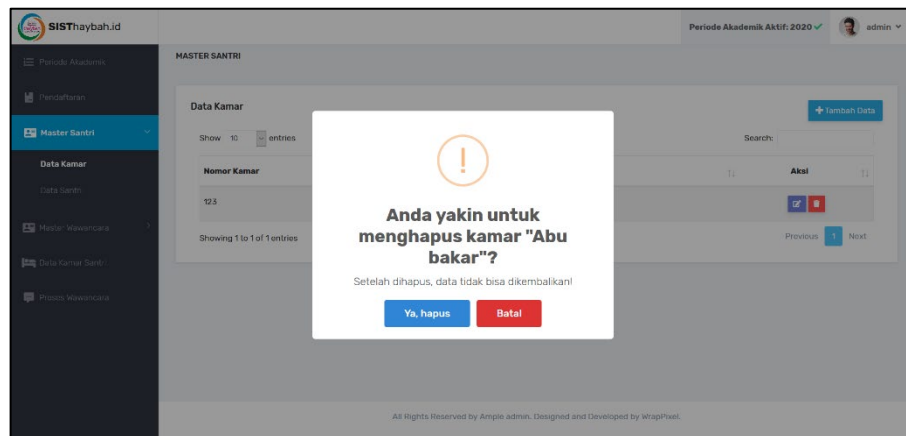 SISThaybah.id
Periode Akademik Aktif: 2020
admin
Periode Akademik
MASTER SANTRI
Pendaftaran
Data Kamar
Tambah Data
Master Santri
Show 10 entries
Search:
Data Kamar
Nomor Kamar
Aksi
Data Santri
123
Anda yakin untuk
menghapus kamar "Abu
bakar"?
Master Wawancara
Showing 1 to 1 of 1 entries
Previous 1 Next
Data Kamar Santri
Setelah dihapus, data tidak bisa dikembalikan!
Proses Wawancara
Ya, hapus
Batal
All Rights Reserved by Ample admin. Designed and Developed by WrapPixel.